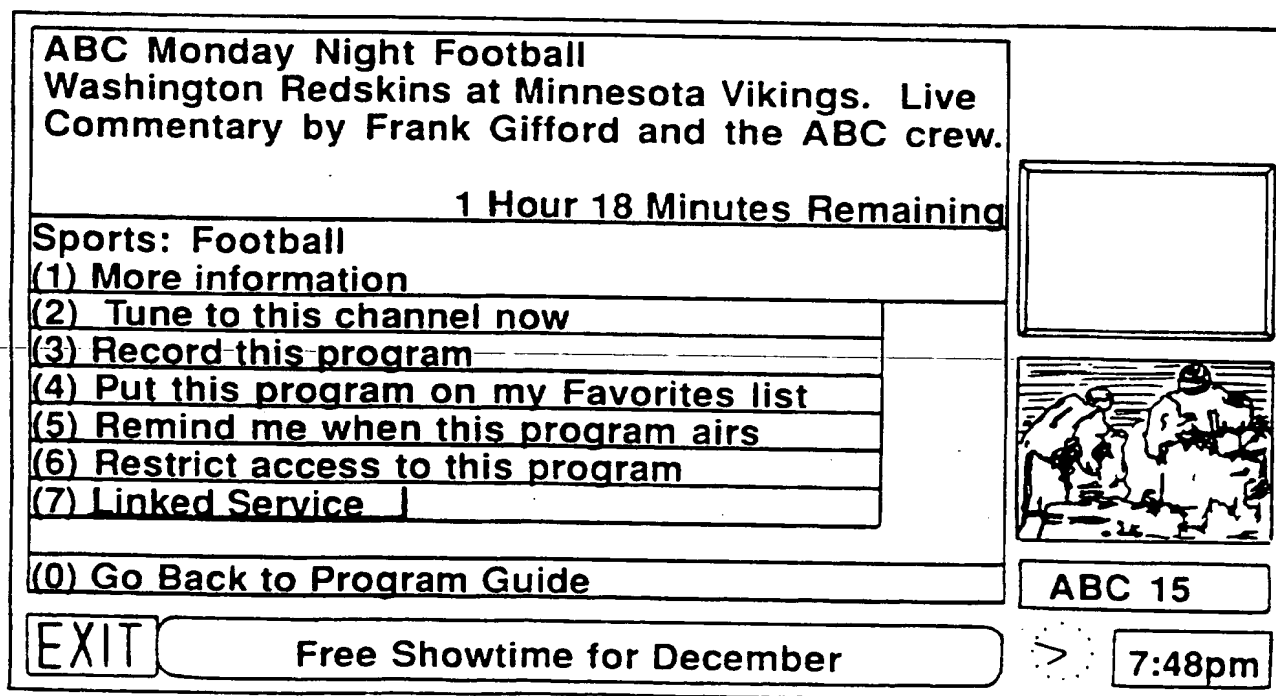 ABC Monday Night Football
Washington Redskins at Minnesota Vikings. Live
Commentary by Frank Gifford and the ABC crew.
1 Hour 18 Minutes Remaining
Sports: Football
(1) More information
(2) Tune to this channel now
(3) Record this program
(4) Put this program on my Favorites list
(5) Remind me when this program airs
(6) Restrict access to this program
(7) Linked Service
(0) Go Back to Program Guide
ABC 15
EXIT
Free Showtime for December
7:48pm